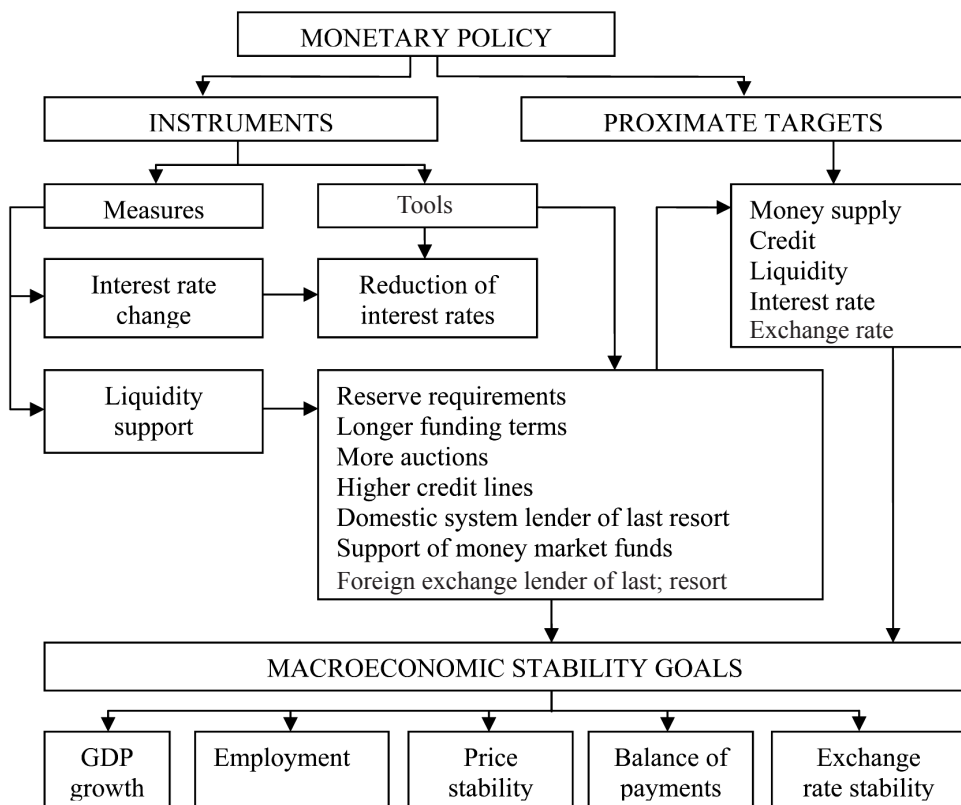 MONETARY POLICY
INSTRUMENTS
PROXIMATE TARGETS
Measures
Tools
Money supply
Credit
Liquidity
Interest rate
Exchange rate
Interest rate
change
Reduction of
interest rates
Liquidity
support
Reserve requirements
Longer funding terms
More auctions
Higher credit lines
Domestic system lender of last resort
Support of money market funds
Foreign exchange lender of last; resort
MACROECONOMIC STABILITY GOALS
GDP
growth
Employment
Price
stability
Balance of
payments
Exchange
rate stability